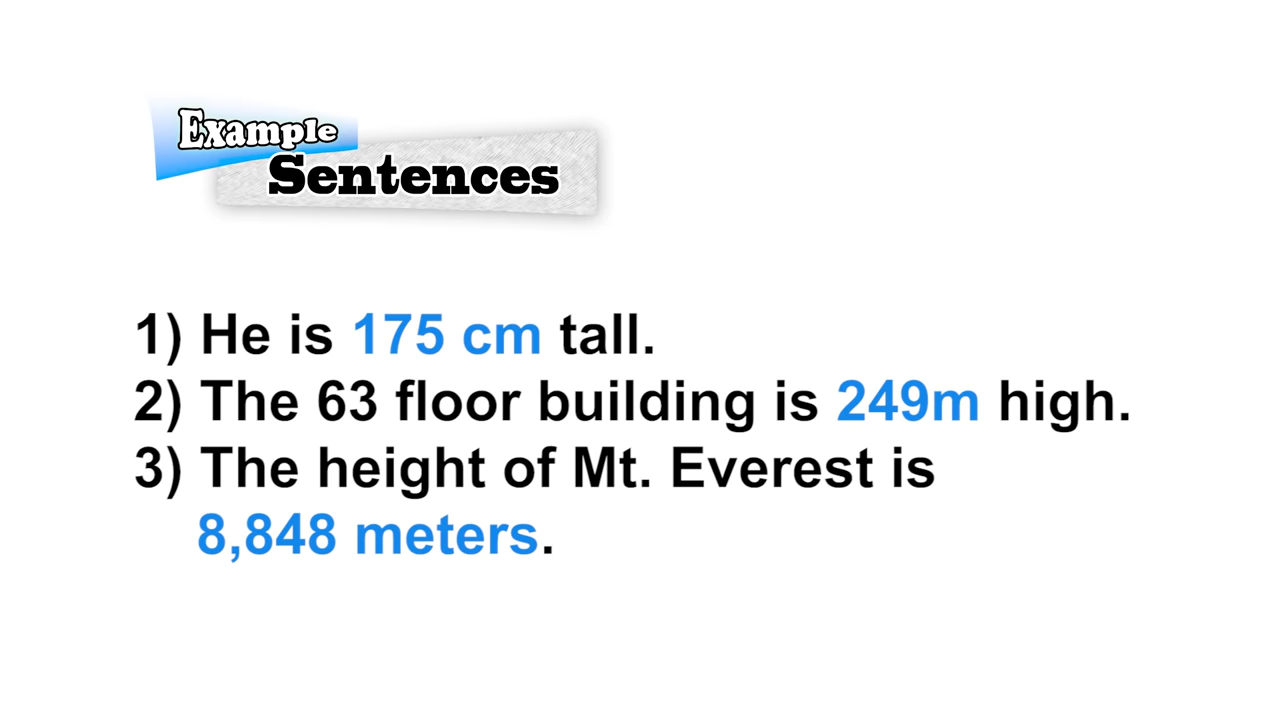 Example
Sentences
1) He is 175 cm tall.
2) The 63 floor building is 249m high.
3) The height of Mt. Everest is
8,848 meters.